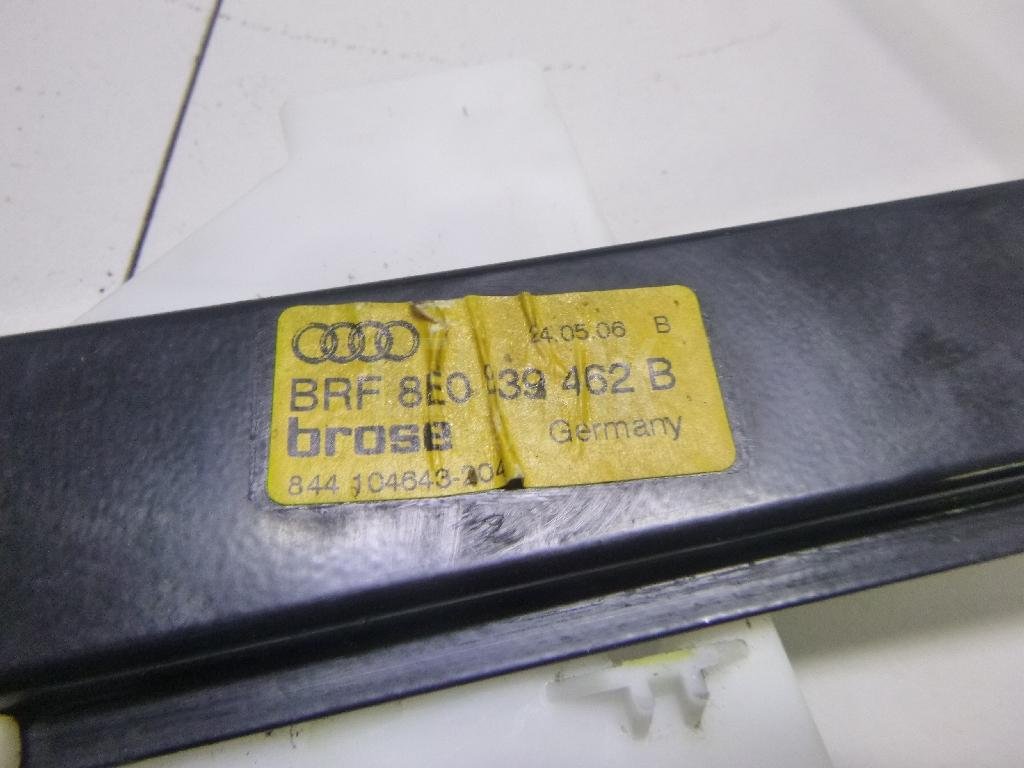 24.05.06 B
BRF 8E0 839 462 B
brose Germany
844 104643-204